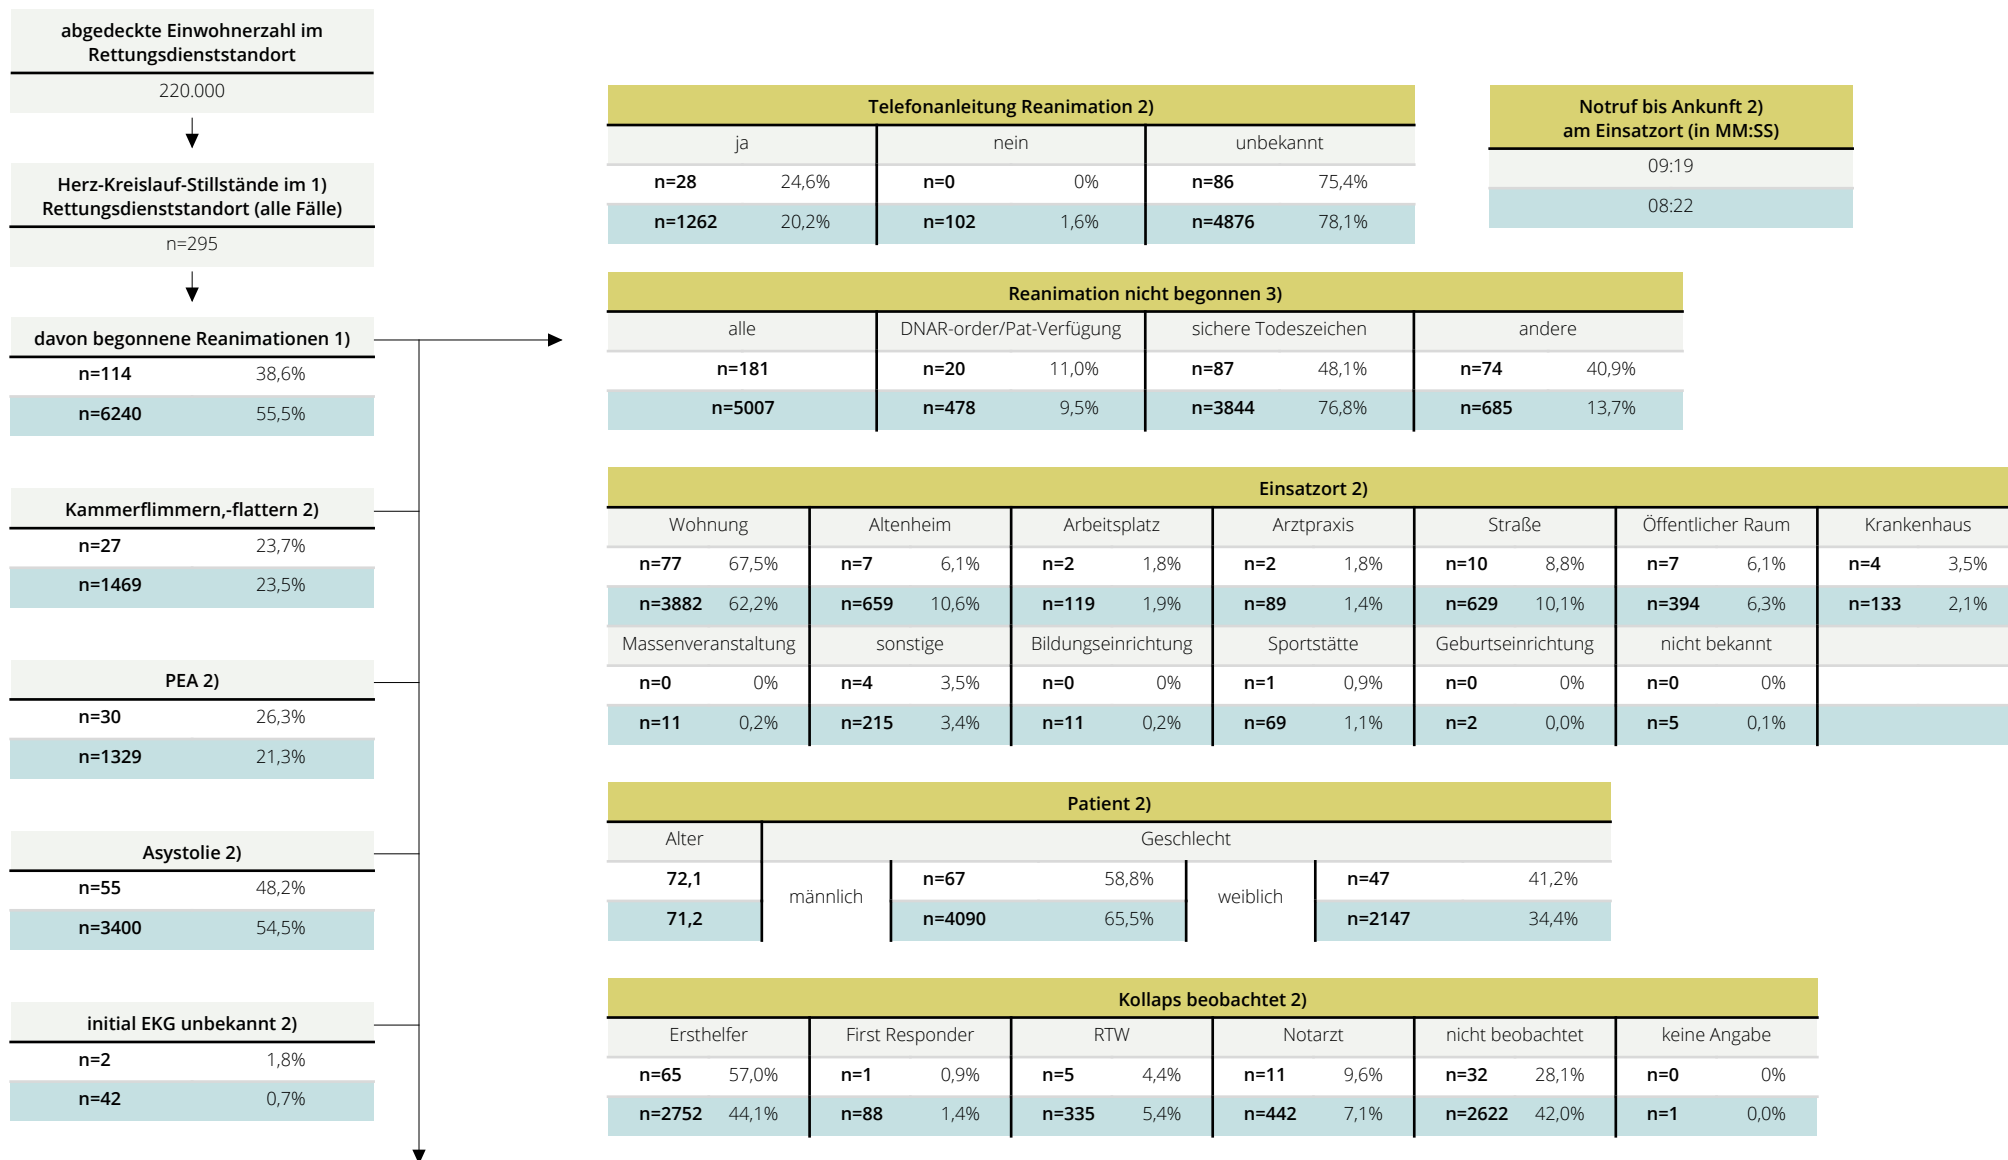 abgedeckte Einwohnerzahl im
Rettungsdienststandort
220.000
Herz-Kreislauf-Stillstände im 1)
Rettungsdienststandort (alle Fälle)
n=295
davon begonnene Reanimationen 1)
n=114 38,6%
n=6240 55,5%
Kammerflimmern,-flattern 2)
n=27 23,7%
n=1469 23,5%
PEA 2)
n=30 26,3%
n=1329 21,3%
Asystolie 2)
n=55 48,2%
n=3400 54,5%
initial EKG unbekannt 2)
n=2 1,8%
n=42 0,7%
Telefonanleitung Reanimation 2)
ja nein unbekannt
n=28 24,6% n=0 0% n=86 75,4%
n=1262 20,2% n=102 1,6% n=4876 78,1%
Notruf bis Ankunft 2)
am Einsatzort (in MM:SS)
09:19
08:22
Reanimation nicht begonnen 3)
alle DNAR-order/Pat-Verfügung sichere Todeszeichen andere
n=181 n=20 11,0% n=87 48,1% n=74 40,9%
n=5007 n=478 9,5% n=3844 76,8% n=685 13,7%
Einsatzort 2)
Wohnung Altenheim Arbeitsplatz Arztpraxis Straße Öffentlicher Raum Krankenhaus
n=77 67,5% n=7 6,1% n=2 1,8% n=2 1,8% n=10 8,8% n=7 6,1% n=4 3,5%
n=3882 62,2% n=659 10,6% n=119 1,9% n=89 1,4% n=629 10,1% n=394 6,3% n=133 2,1%
Massenveranstaltung sonstige Bildungseinrichtung Sportstätte Geburtseinrichtung nicht bekannt
n=0 0% n=4 3,5% n=0 0% n=1 0,9% n=0 0% n=0 0%
n=11 0,2% n=215 3,4% n=11 0,2% n=69 1,1% n=2 0,0% n=5 0,1%
Patient 2)
Alter Geschlecht
72,1 männlich n=67 58,8% weiblich n=47 41,2%
71,2 n=4090 65,5% n=2147 34,4%
Kollaps beobachtet 2)
Ersthelfer First Responder RTW Notarzt nicht beobachtet keine Angabe
n=65 57,0% n=1 0,9% n=5 4,4% n=11 9,6% n=32 28,1% n=0 0%
n=2752 44,1% n=88 1,4% n=335 5,4% n=442 7,1% n=2622 42,0% n=1 0,0%